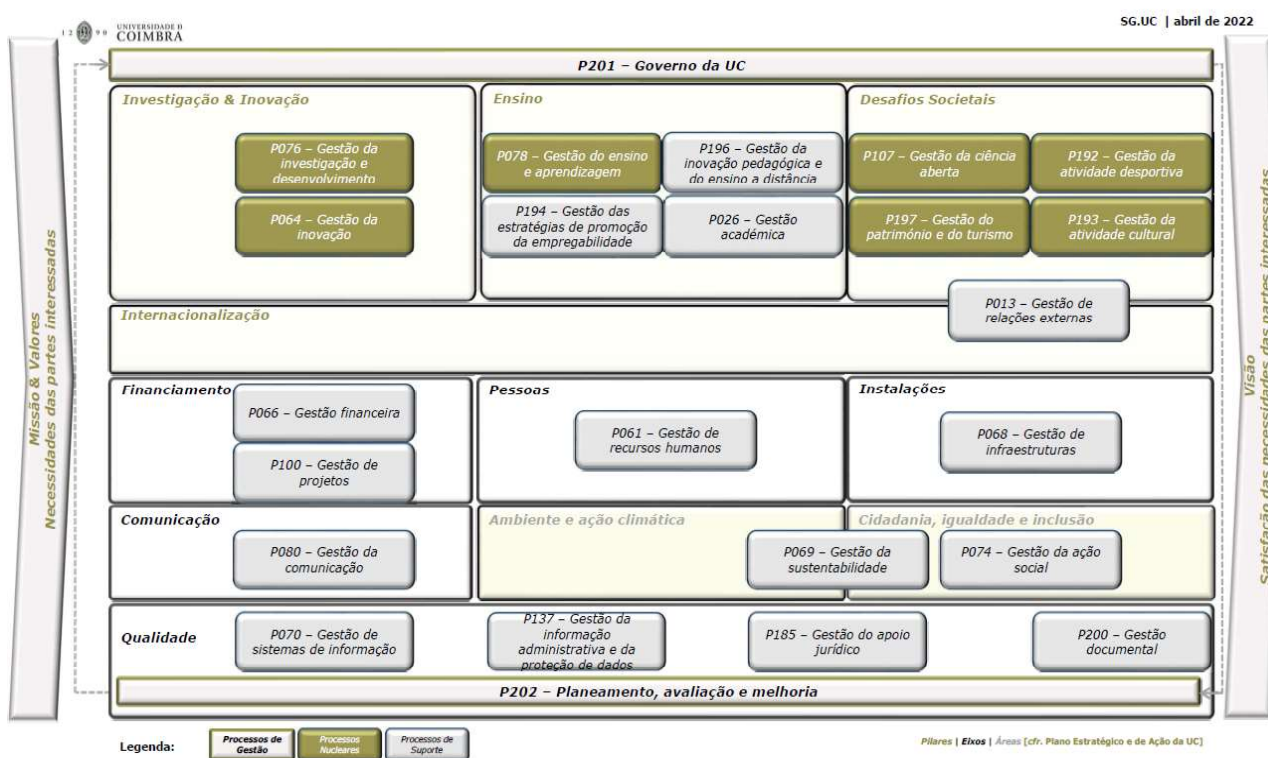 SG.UC | abril de 2022
1 2 9 0
UNIVERSIDADE D
COIMBRA
Missão & Valores
Necessidades das partes interessadas
P201 – Governo da UC
Investigação & Inovação
P076 – Gestão da
investigação e
desenvolvimento
P064 – Gestão da
inovação
Ensino
P078 – Gestão do ensino
e aprendizagem
P196 – Gestão da
inovação pedagógica e
do ensino a distância
P194 – Gestão das
estratégias de promoção
da empregabilidade
P026 – Gestão
académica
Desafios Societais
P107 – Gestão da ciência
aberta
P192 – Gestão da
atividade desportiva
P197 – Gestão do
património e do turismo
P193 – Gestão da
atividade cultural
P013 – Gestão de
relações externas
Internacionalização
Financiamento
P066 – Gestão financeira
P100 – Gestão de
projetos
Pessoas
P061 – Gestão de
recursos humanos
Instalações
P068 – Gestão de
infraestruturas
Comunicação
P080 – Gestão da
comunicação
Ambiente e ação climática
P069 – Gestão da
sustentabilidade
Cidadania, igualdade e inclusão
P074 – Gestão da ação
social
Qualidade
P070 – Gestão de
sistemas de informação
P137 – Gestão da
informação
administrativa e da
proteção de dados
P185 – Gestão do apoio
jurídico
P200 – Gestão
documental
P202 – Planeamento, avaliação e melhoria
Visão
Satisfação das necessidades das partes interessadas
Legenda:
Processos de
Gestão
Processos
Nucleares
Processos de
Suporte
Pilares | Eixos | Áreas [cfr. Plano Estratégico e de Ação da UC]